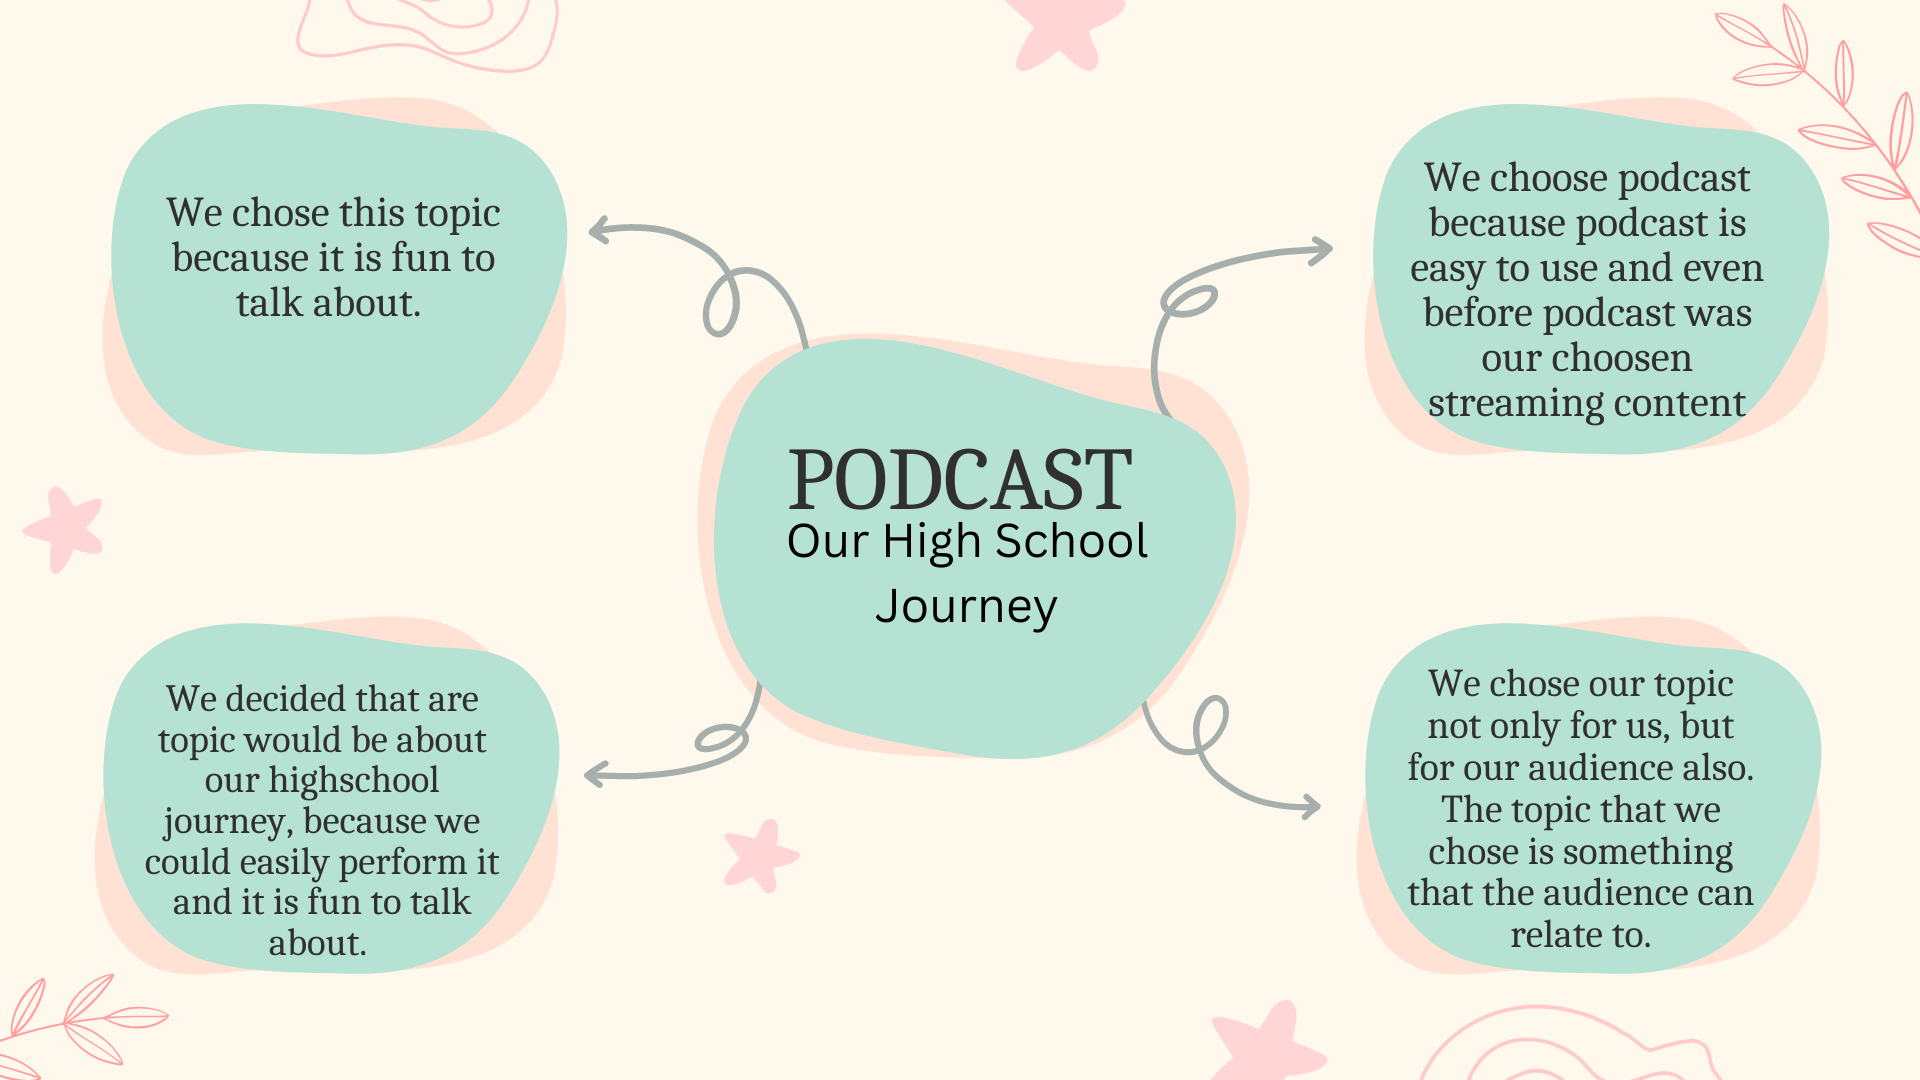 We chose this topic
because it is fun to
talk about.
We choose podcast
because podcast is
easy to use and even
before podcast was
our choosen
streaming content
PODCAST
Our High School
Journey
We decided that are
topic would be about
our highschool
journey, because we
could easily perform it
and it is fun to talk
about.
We chose our topic
not only for us, but
for our audience also.
The topic that we
chose is something
that the audience can
relate to.